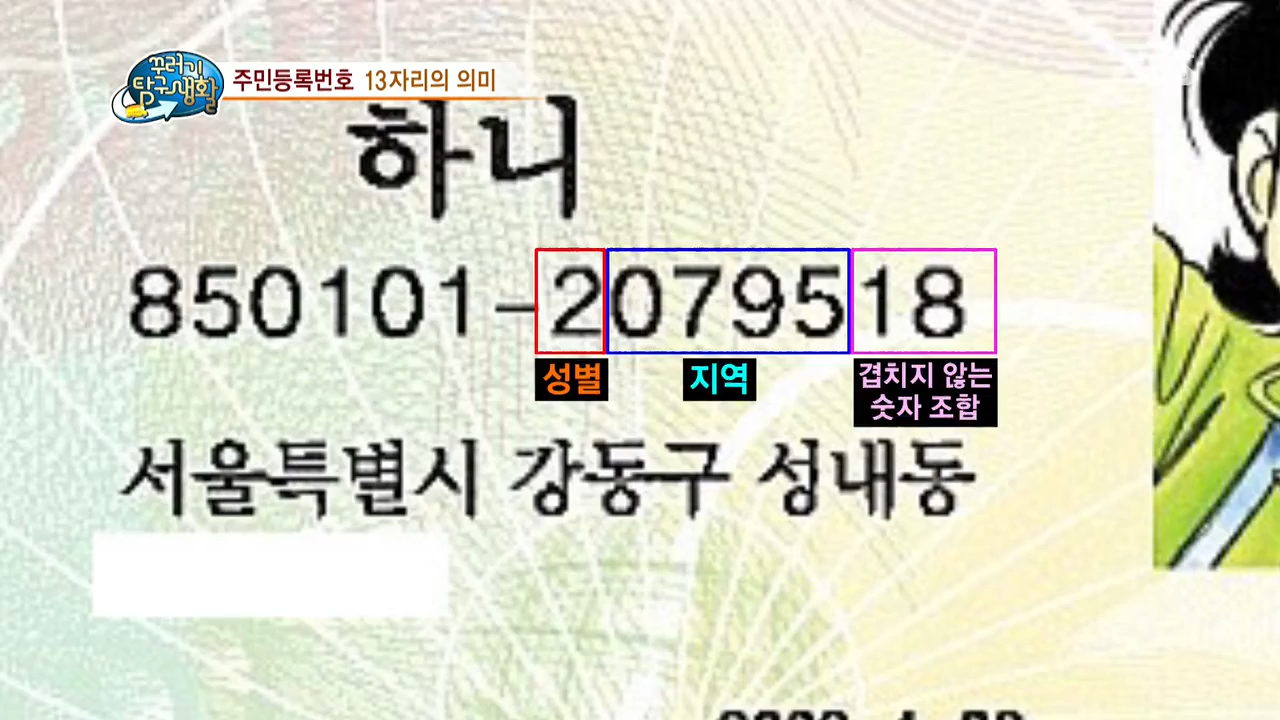 꾸러기
탐구생활
주민등록번호 13자리의 의미
하니
850101-2079518
성별
지역
겹치지 않는
숫자 조합
서울특별시 강동구 성내동